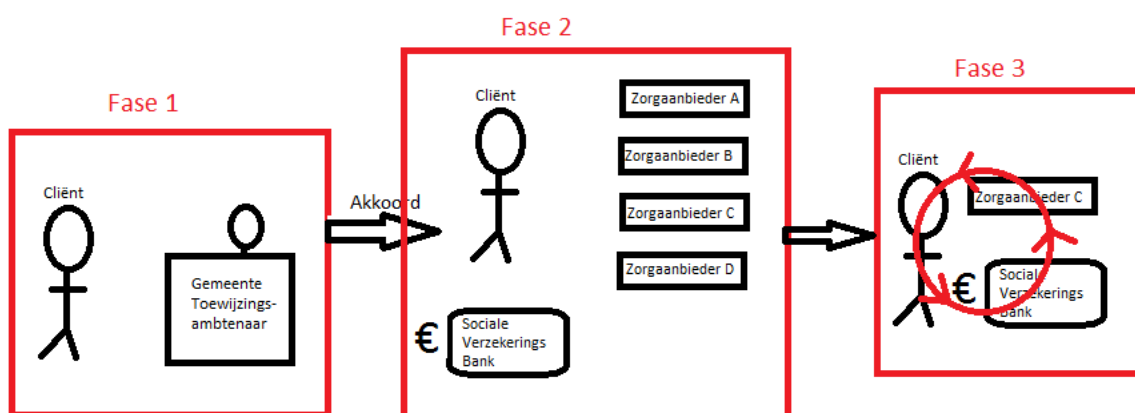 Fase 1
Cliënt
Gemeente
Toewijzings-
ambtenaar
Akkoord
Fase 2
Cliënt
Zorgaanbieder A
Zorgaanbieder B
Zorgaanbieder C
Zorgaanbieder D
€
Sociale
Verzekerings
Bank
Fase 3
Cliënt
Zorgaanbieder C
€
Social
Verzekerings
Bank